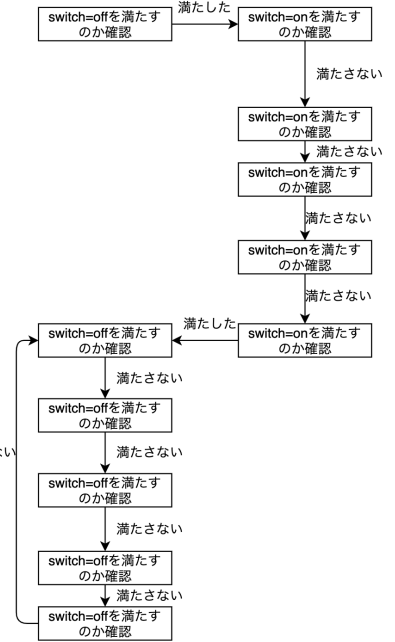 switch=offを満たす
のか確認
満たした
switch=onを満たす
のか確認
満たさない
switch=onを満たす
のか確認
満たさない
switch=onを満たす
のか確認
満たさない
switch=onを満たす
のか確認
満たさない
switch=onを満たす
のか確認
満たした
switch=offを満たす
のか確認
満たさない
switch=offを満たす
のか確認
満たさない
ない
switch=offを満たす
のか確認
満たさない
switch=offを満たす
のか確認
満たさない
switch=offを満たす
のか確認